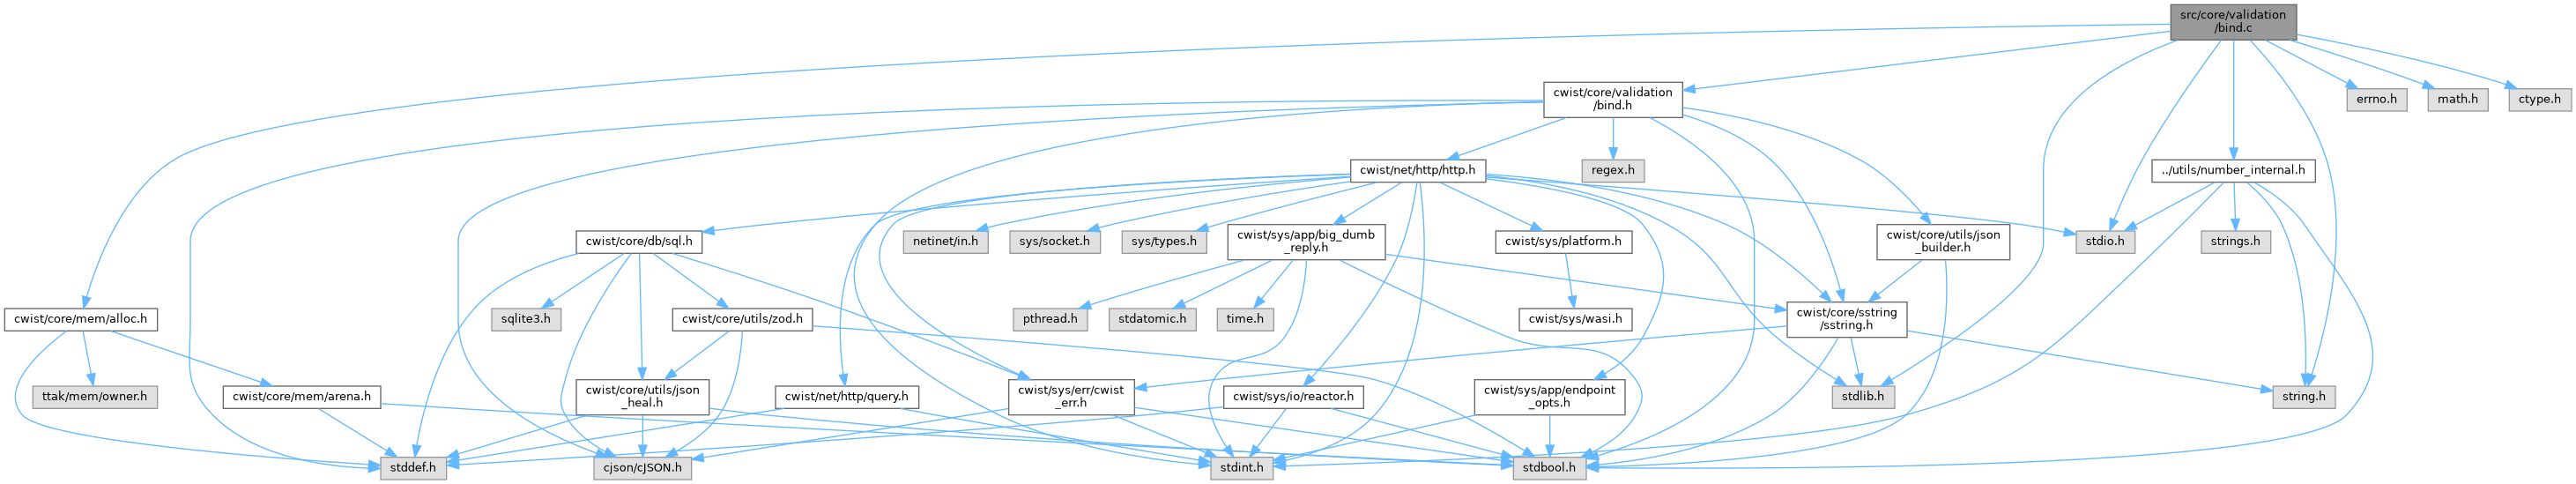 src/core/validation
/bind.c
cwist/core/validation
/bind.h
errno.h
math.h
ctype.h
cwist/net/http/http.h
regex.h
../utils/number_internal.h
cwist/core/db/sql.h
netinet/in.h
sys/socket.h
sys/types.h
cwist/sys/app/big_dumb
_reply.h
cwist/sys/platform.h
cwist/core/utils/json
_builder.h
stdio.h
strings.h
cwist/core/mem/alloc.h
sqlite3.h
cwist/core/utils/zod.h
pthread.h
stdatomic.h
time.h
cwist/sys/wasi.h
cwist/core/sstring
/sstring.h
ttak/mem/owner.h
cwist/core/mem/arena.h
cwist/core/utils/json
_heal.h
cwist/net/http/query.h
cwist/sys/err/cwist
_err.h
cwist/sys/io/reactor.h
cwist/sys/app/endpoint
_opts.h
stdlib.h
string.h
stddef.h
cjson/cJSON.h
stdint.h
stdbool.h